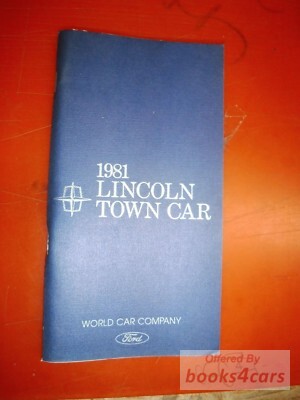 1981
LINCOLN
TOWN CAR
WORLD CAR COMPANY
Ford
Offered By
books4cars